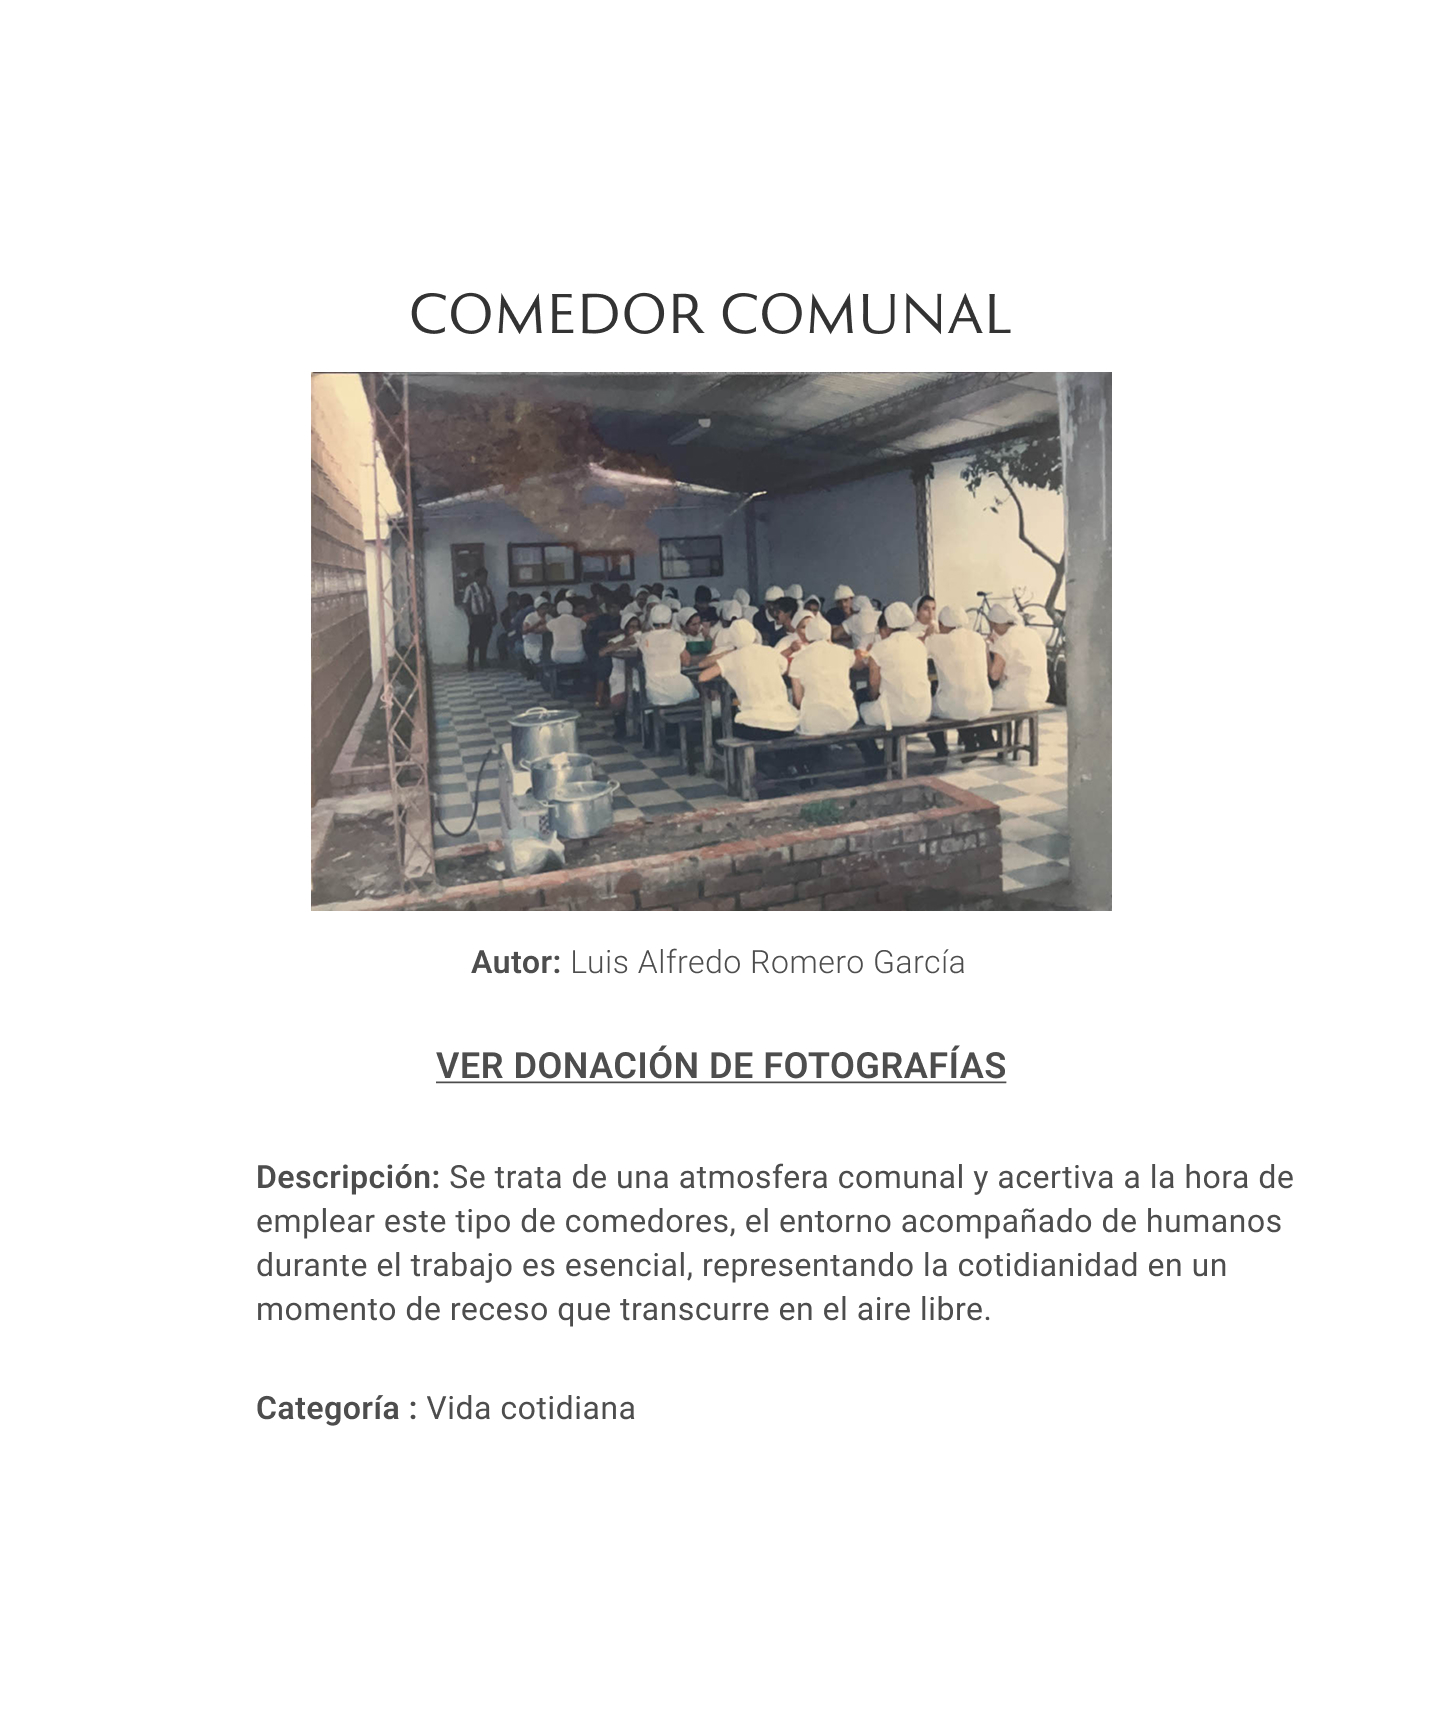 COMEDOR COMUNAL
Autor: Luis Alfredo Romero García
VER DONACIÓN DE FOTOGRAFÍAS
Descripción: Se trata de una atmosfera comunal y acertiva a la hora de
emplear este tipo de comedores, el entorno acompañado de humanos
durante el trabajo es esencial, representando la cotidianidad en un
momento de receso que transcurre en el aire libre.
Categoría : Vida cotidiana